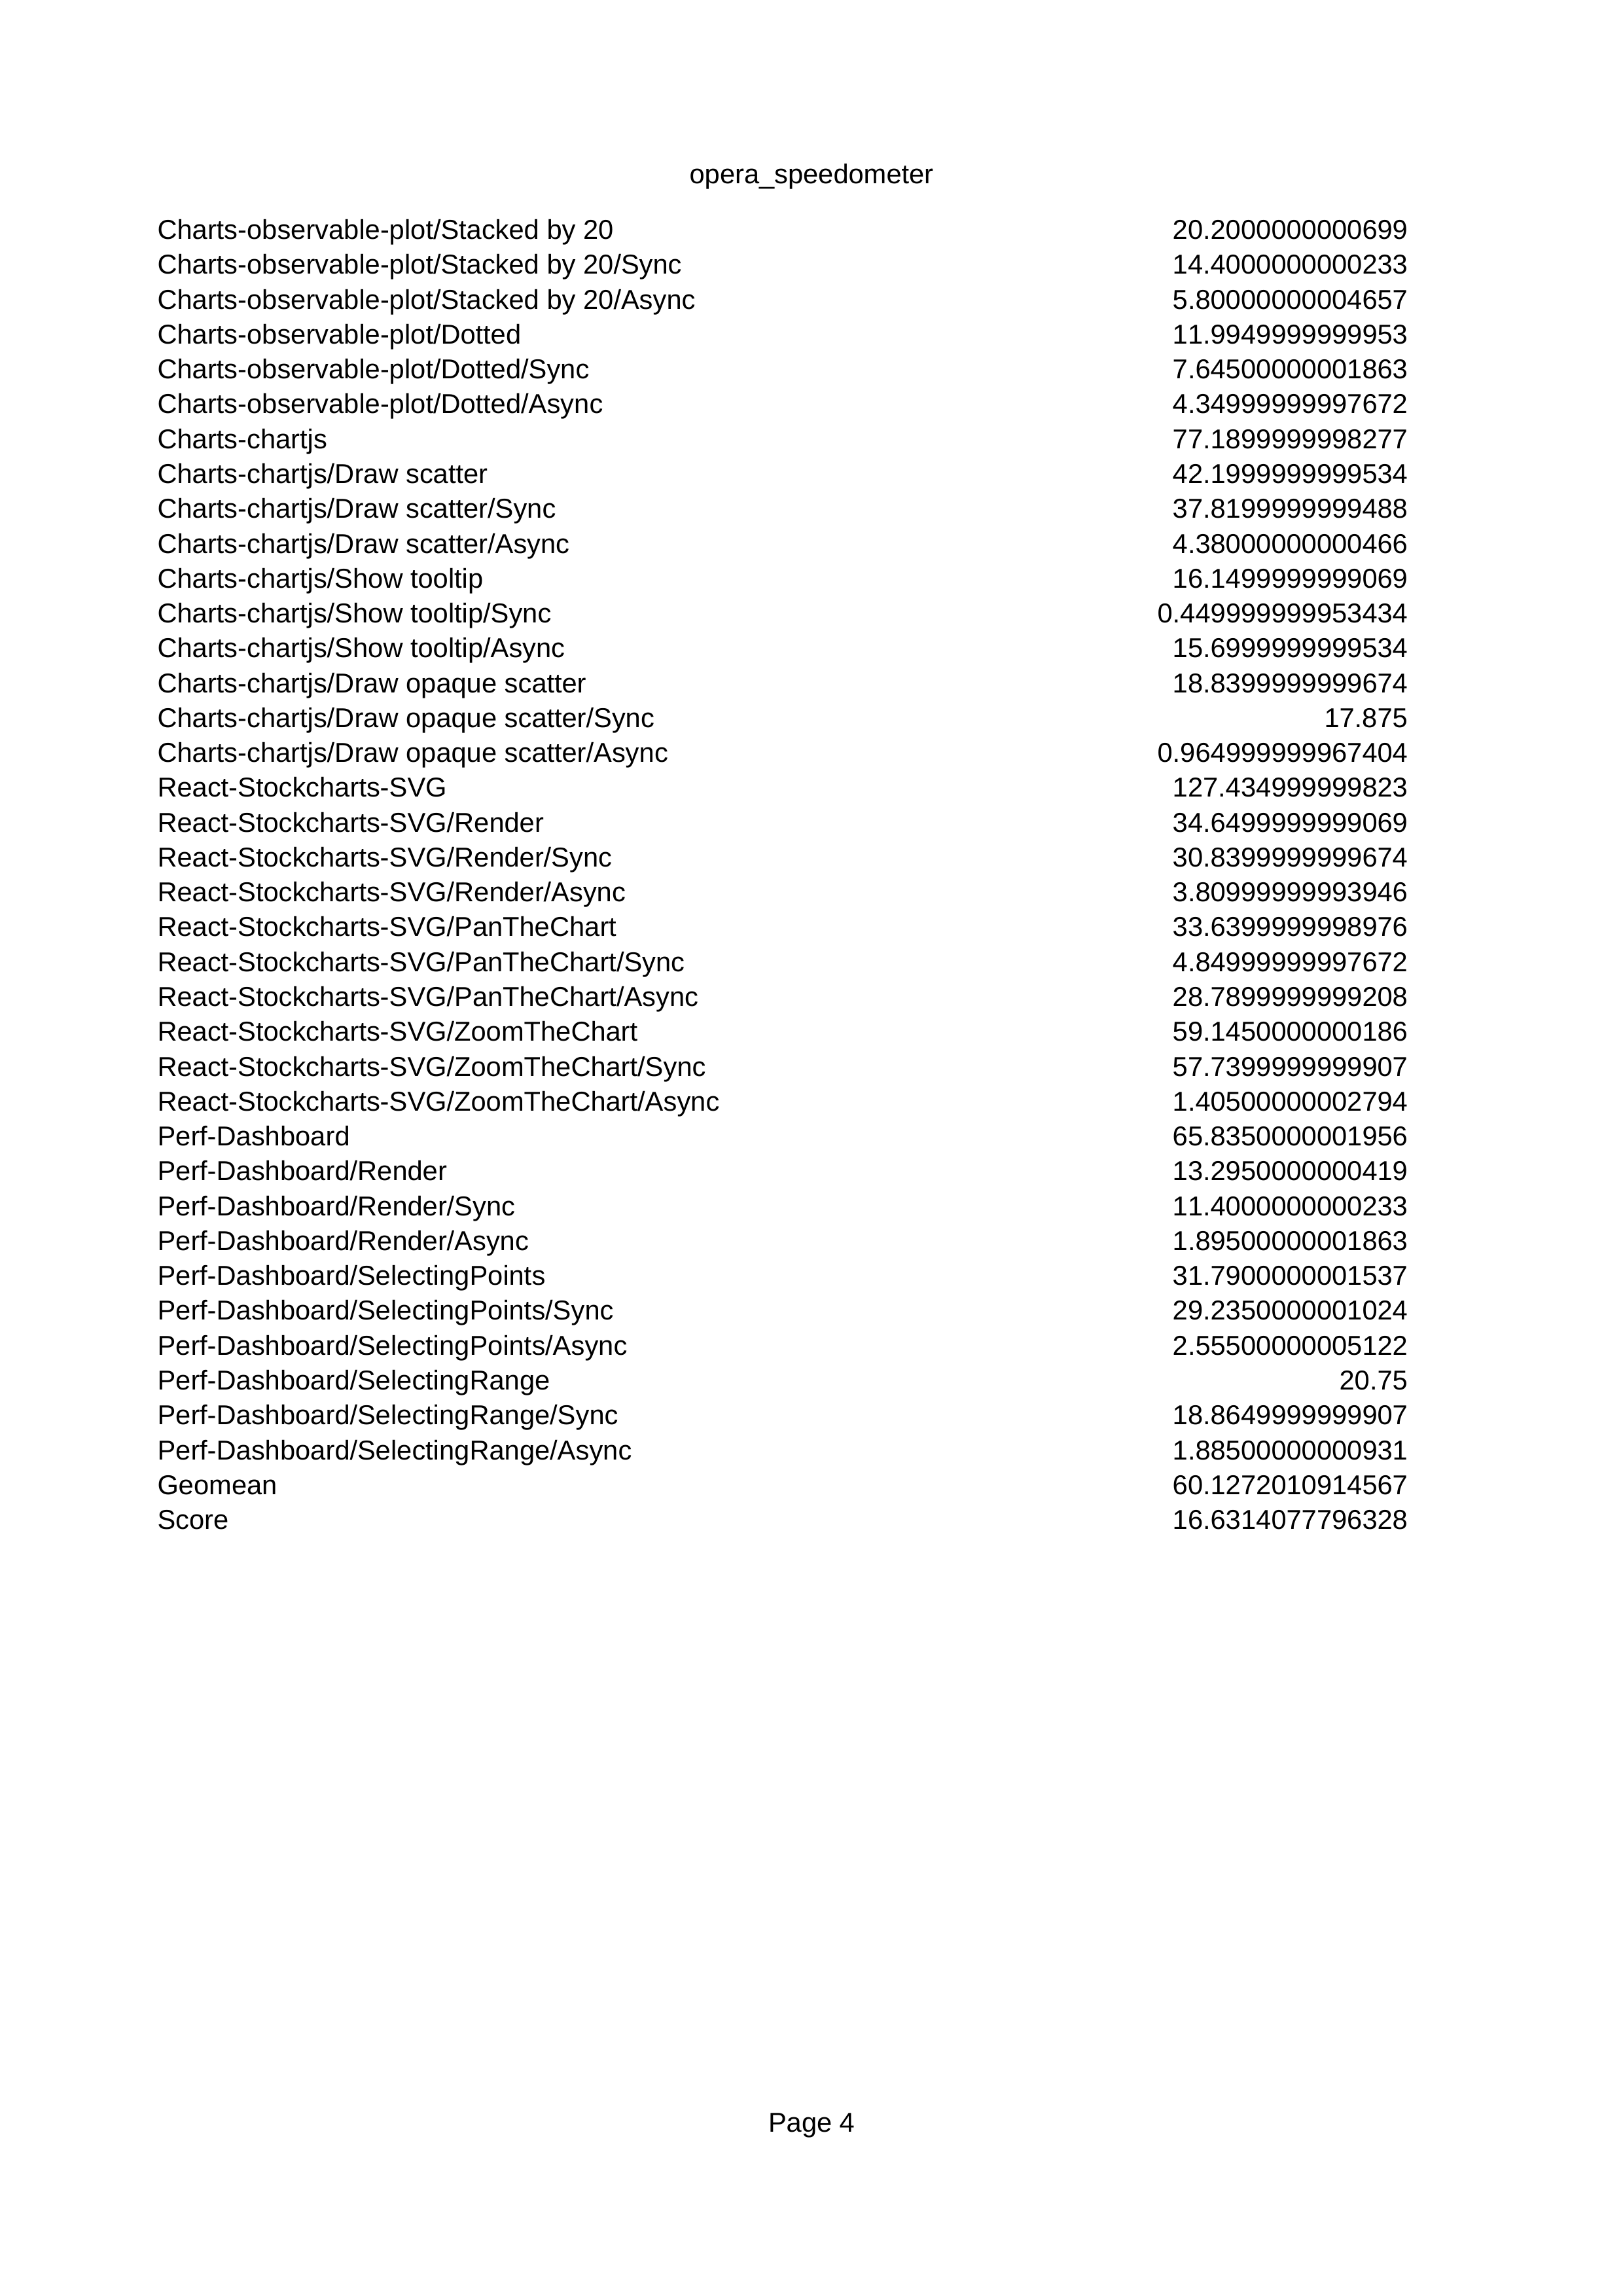 opera_speedometer
Charts-observable-plot/Stacked by 20 20.2000000000699
Charts-observable-plot/Stacked by 20/Sync 14.4000000000233
Charts-observable-plot/Stacked by 20/Async 5.80000000004657
Charts-observable-plot/Dotted 11.9949999999953
Charts-observable-plot/Dotted/Sync 7.64500000001863
Charts-observable-plot/Dotted/Async 4.34999999997672
Charts-chartjs 77.1899999998277
Charts-chartjs/Draw scatter 42.1999999999534
Charts-chartjs/Draw scatter/Sync 37.8199999999488
Charts-chartjs/Draw scatter/Async 4.38000000000466
Charts-chartjs/Show tooltip 16.1499999999069
Charts-chartjs/Show tooltip/Sync 0.449999999953434
Charts-chartjs/Show tooltip/Async 15.6999999999534
Charts-chartjs/Draw opaque scatter 18.8399999999674
Charts-chartjs/Draw opaque scatter/Sync 17.875
Charts-chartjs/Draw opaque scatter/Async 0.964999999967404
React-Stockcharts-SVG 127.434999999823
React-Stockcharts-SVG/Render 34.6499999999069
React-Stockcharts-SVG/Render/Sync 30.8399999999674
React-Stockcharts-SVG/Render/Async 3.80999999993946
React-Stockcharts-SVG/PanTheChart 33.6399999998976
React-Stockcharts-SVG/PanTheChart/Sync 4.84999999997672
React-Stockcharts-SVG/PanTheChart/Async 28.7899999999208
React-Stockcharts-SVG/ZoomTheChart 59.1450000000186
React-Stockcharts-SVG/ZoomTheChart/Sync 57.7399999999907
React-Stockcharts-SVG/ZoomTheChart/Async 1.40500000002794
Perf-Dashboard 65.8350000001956
Perf-Dashboard/Render 13.2950000000419
Perf-Dashboard/Render/Sync 11.4000000000233
Perf-Dashboard/Render/Async 1.89500000001863
Perf-Dashboard/SelectingPoints 31.7900000001537
Perf-Dashboard/SelectingPoints/Sync 29.2350000001024
Perf-Dashboard/SelectingPoints/Async 2.55500000005122
Perf-Dashboard/SelectingRange 20.75
Perf-Dashboard/SelectingRange/Sync 18.8649999999907
Perf-Dashboard/SelectingRange/Async 1.88500000000931
Geomean 60.1272010914567
Score 16.6314077796328
Page 4